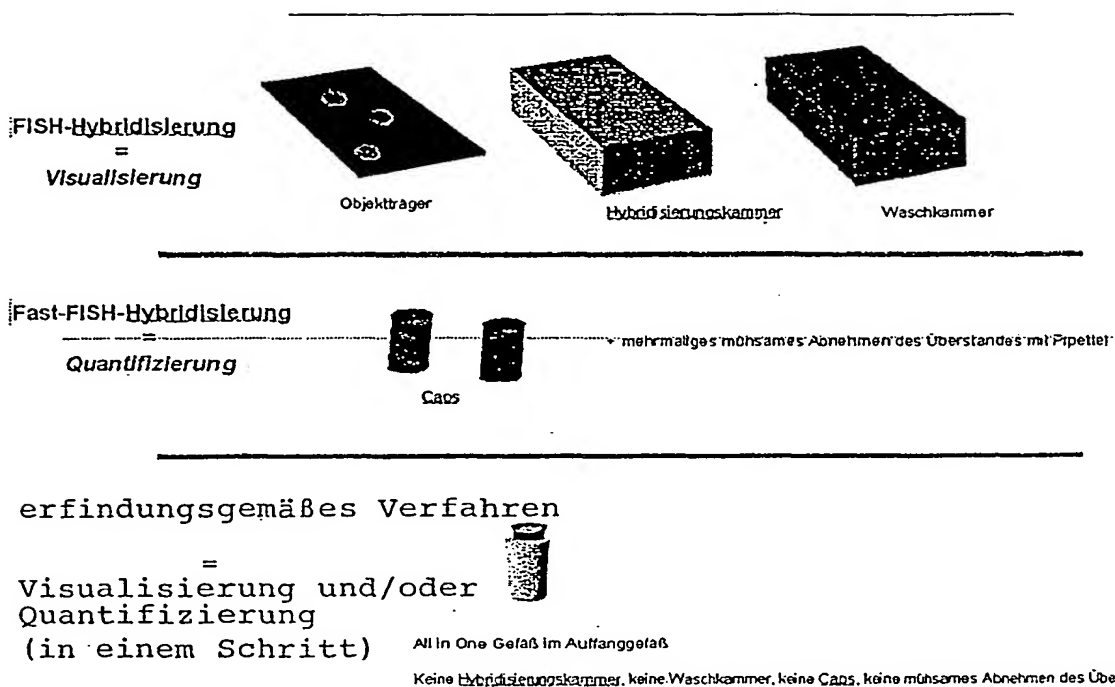 FISH-Hybridisierung
=
Visualisierung
Objektträger
Hybridisierungskammer
Waschkammer
Fast-FISH-Hybridisierung
=
Quantifizierung
Caps
mehrmaliges mühsames Abnehmen des Überstandes mit Pipettet
erfindungsgemäßes Verfahren
=
Visualisierung und/oder
Quantifizierung
(in einem Schritt)
All in One Gefäß im Auffanggefäß
Keine Hybridisierungskammer, keine Waschkammer, keine Caps, keine mühsames Abnehmen des Übe